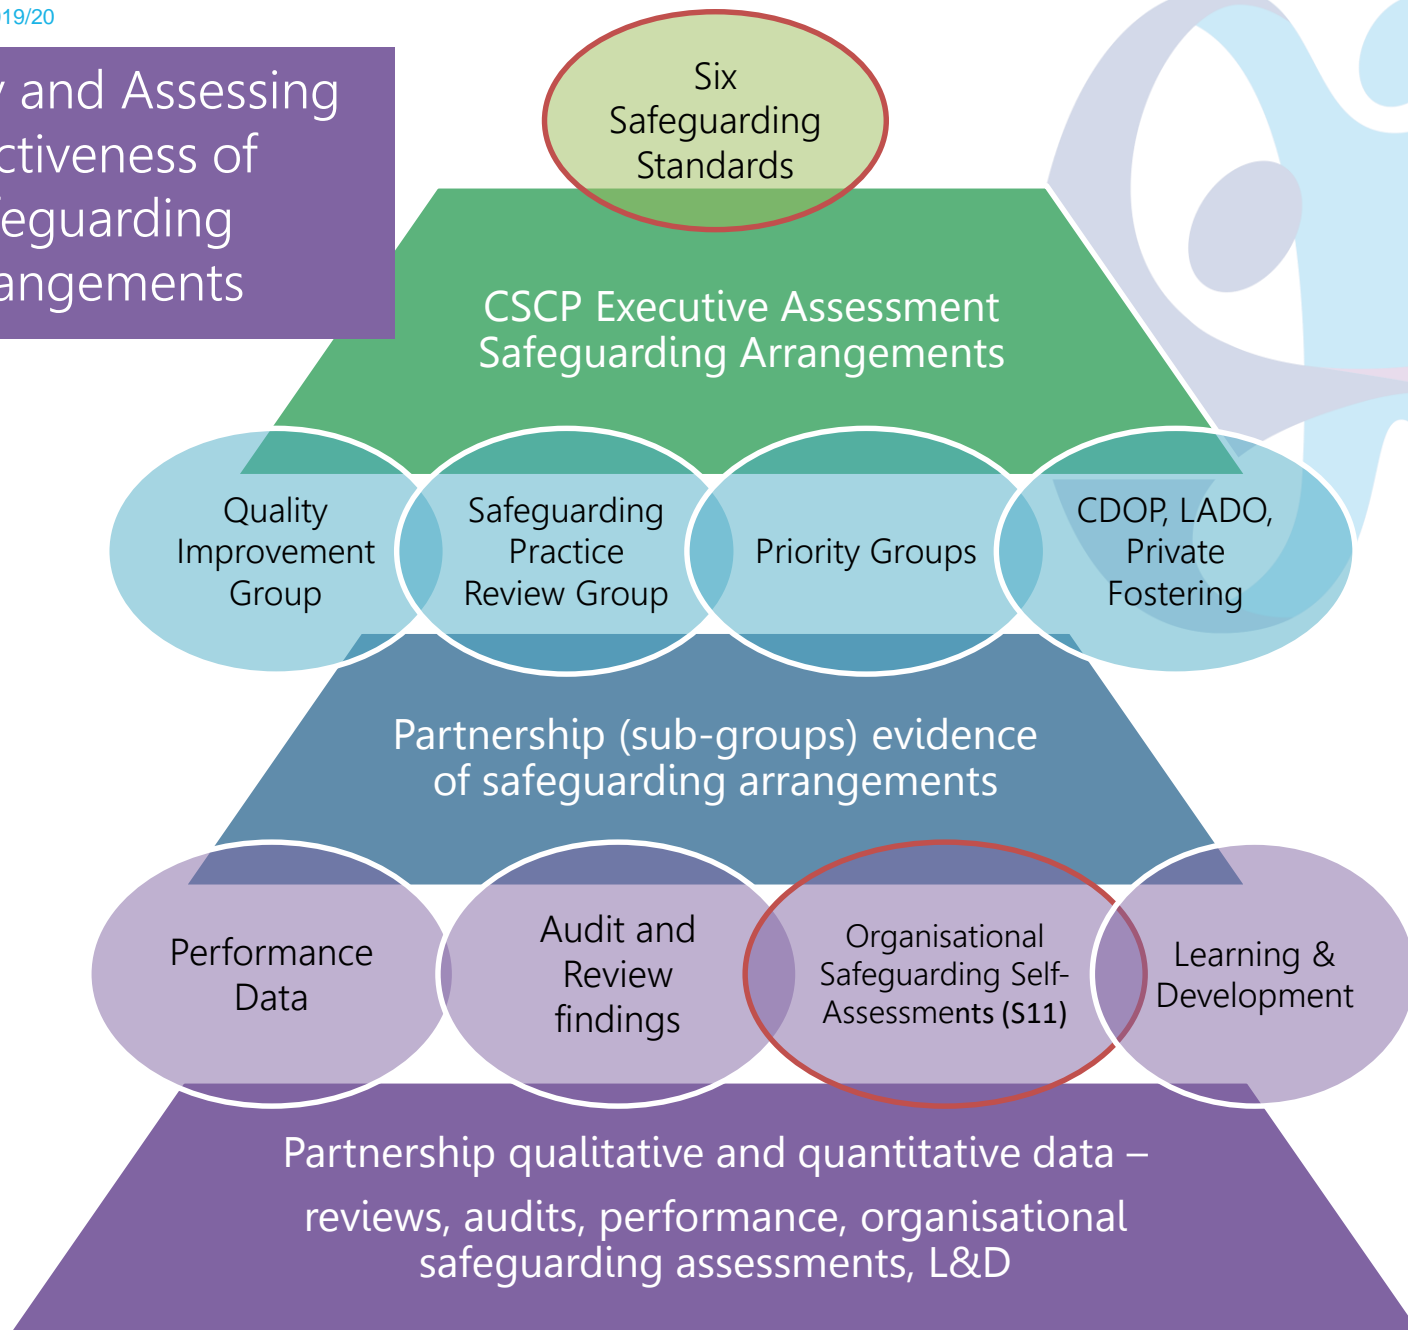 19/20
and Assessing
ctiveness of
eguarding
angements
Six
Safeguarding
Standards
CSCP Executive Assessment
Safeguarding Arrangements
Quality
Improvement
Group
Safeguarding
Practice
Review Group
Priority Groups
CDOP, LADO,
Private
Fostering
Partnership (sub-groups) evidence
of safeguarding arrangements
Performance
Data
Audit and
Review
findings
Organisational
Safeguarding Self-
Assessments (S11)
Learning &
Development
Partnership qualitative and quantitative data –
reviews, audits, performance, organisational
safeguarding assessments, L&D